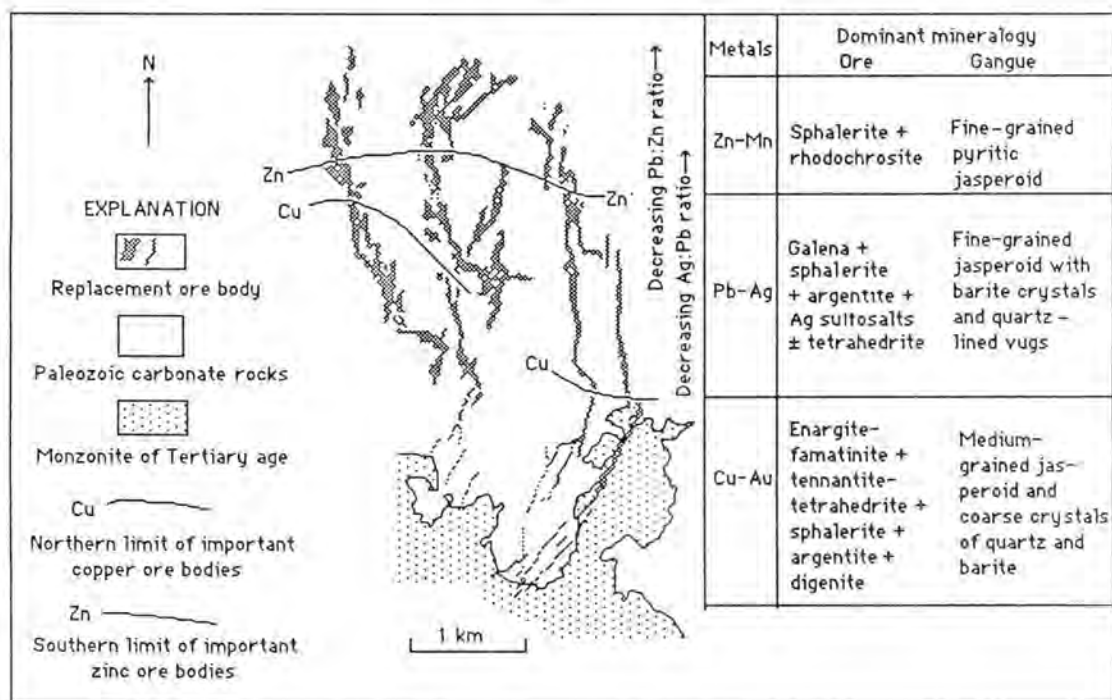 N
EXPLANATION
Replacement ore body
Paleozoic carbonate rocks
Monzonite of Tertiary age
Cu
Northern limit of important
copper ore bodies
Zn
Southern limit of important
zinc ore bodies
Zn
Zn
Cu
Cu
1 km
Decreasing Pb:Zn ratio→
Decreasing Ag:Pb ratio→
Metals
Dominant mineralogy
Ore Gangue
Zn-Mn
Sphalerite +
rhodochrosite
Fine-grained
pyritic
jasperoid
Pb-Ag
Galena +
sphalerite
+ argentite +
Ag sulfosalts
± tetrahedrite
Fine-grained
jasperoid with
barite crystals
and quartz-
lined vugs
Cu-Au
Enargite-
famatinite +
tennantite-
tetrahedrite +
sphalerite +
argentite +
digenite
Medium-
grained jas-
peroid and
coarse crystals
of quartz and
barite